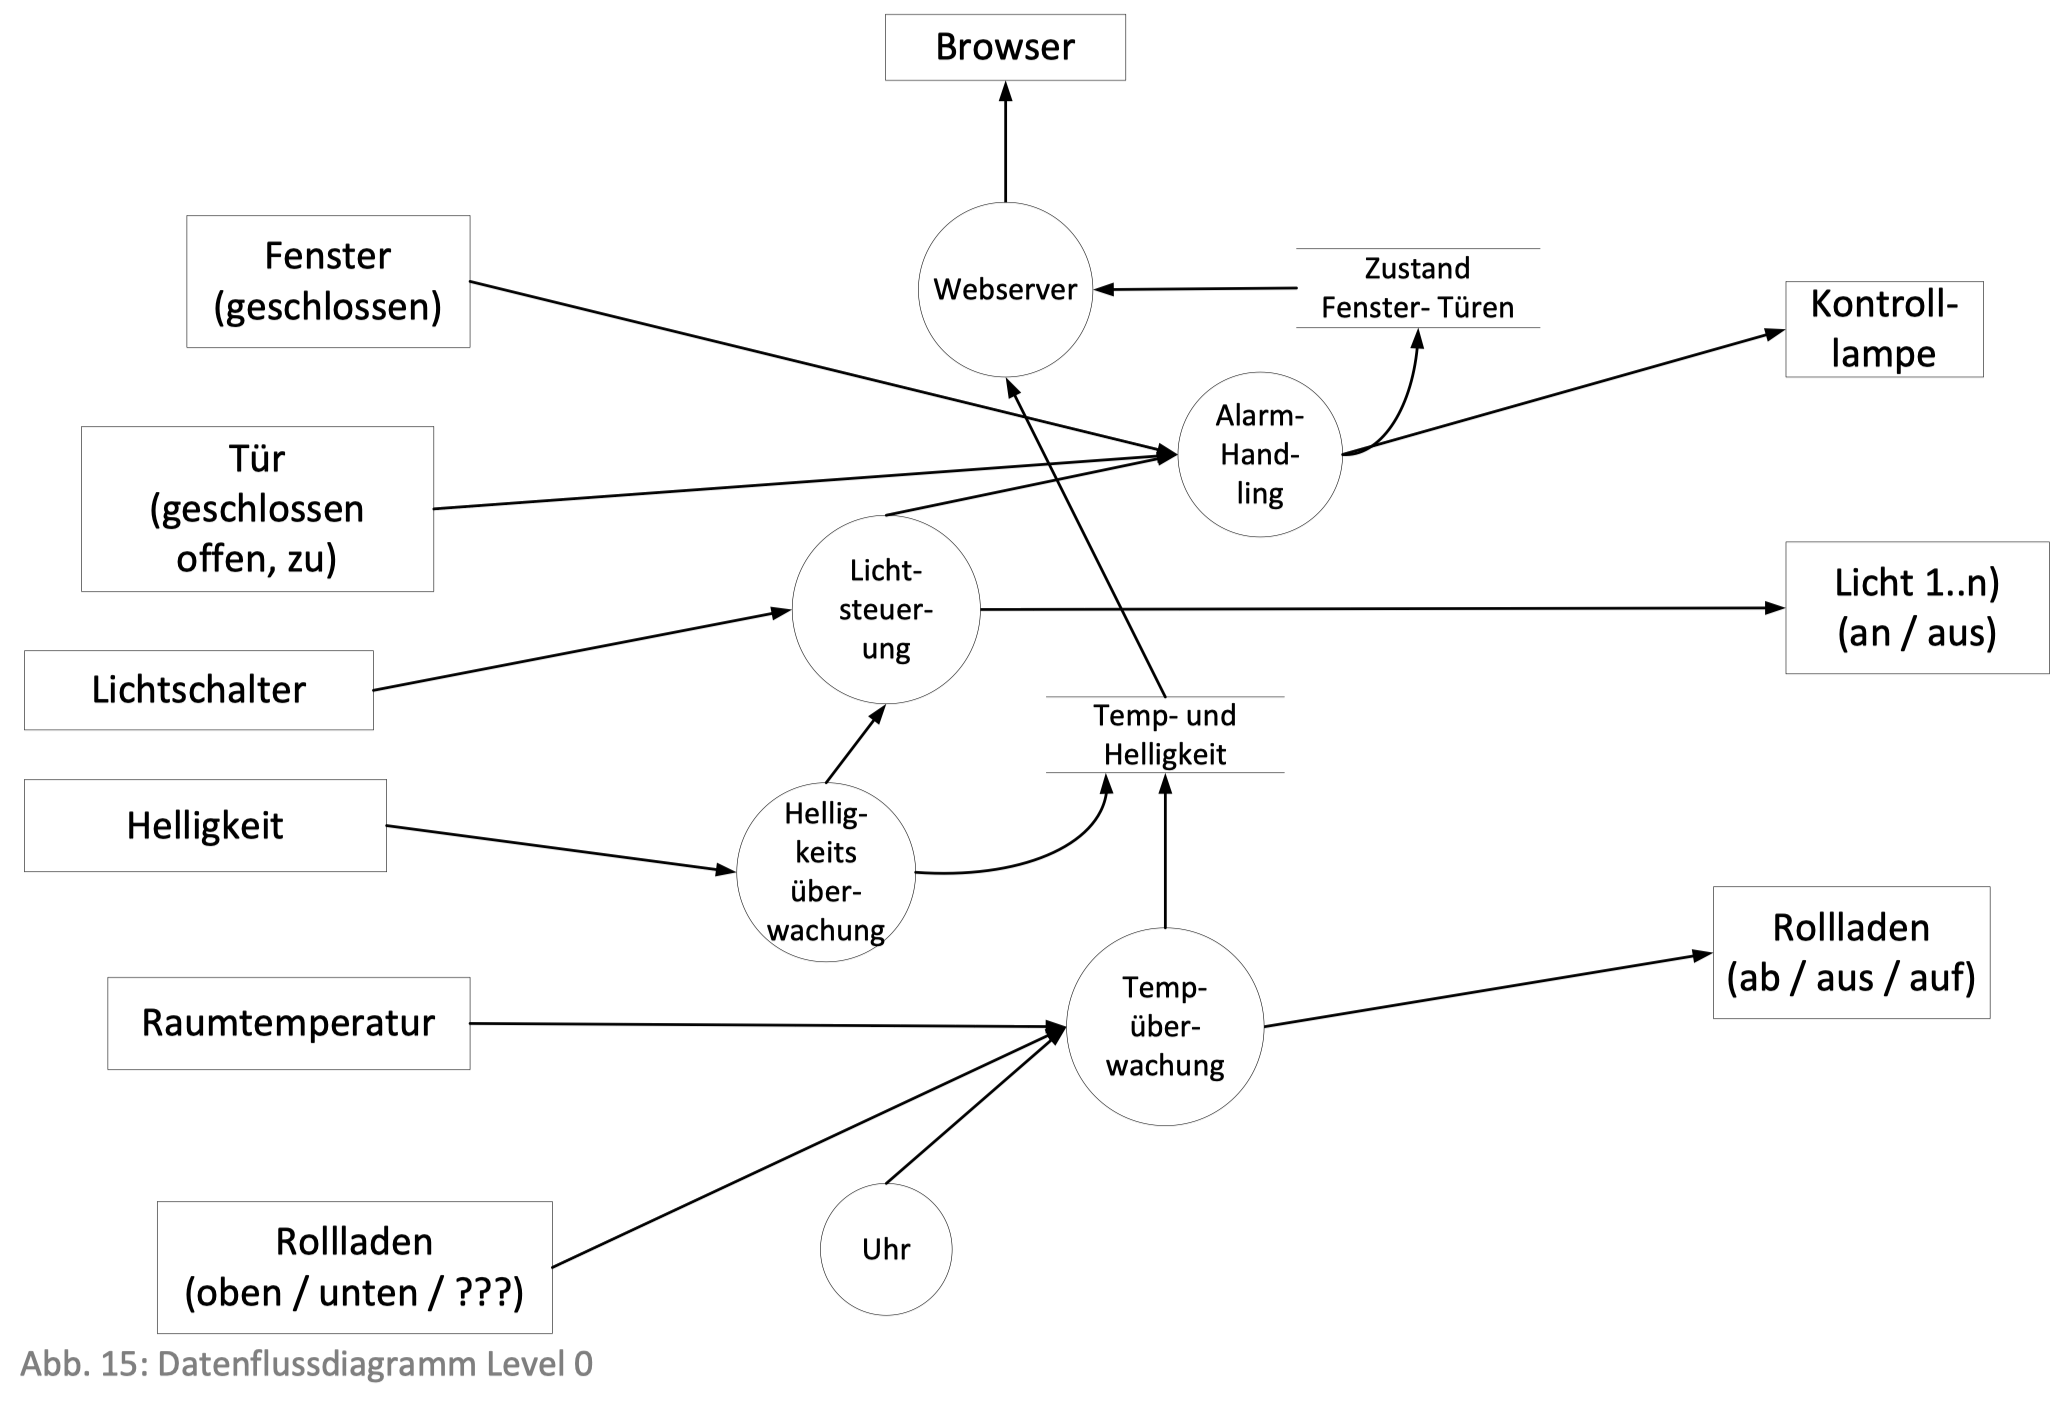 Browser
Fenster
(geschlossen)
Webserver
Zustand
Fenster- Türen
Kontroll-
lampe
Alarm-
Hand-
ling
Tür
(geschlossen
offen, zu)
Licht-
steuer-
ung
Licht 1..n)
(an / aus)
Lichtschalter
Temp- und
Helligkeit
Helligkeit
Hellig-
keits
über-
wachung
Rollladen
(ab / aus / auf)
Raumtemperatur
Temp-
über-
wachung
Rollladen
(oben / unten / ???)
Uhr
Abb. 15: Datenflussdiagramm Level 0